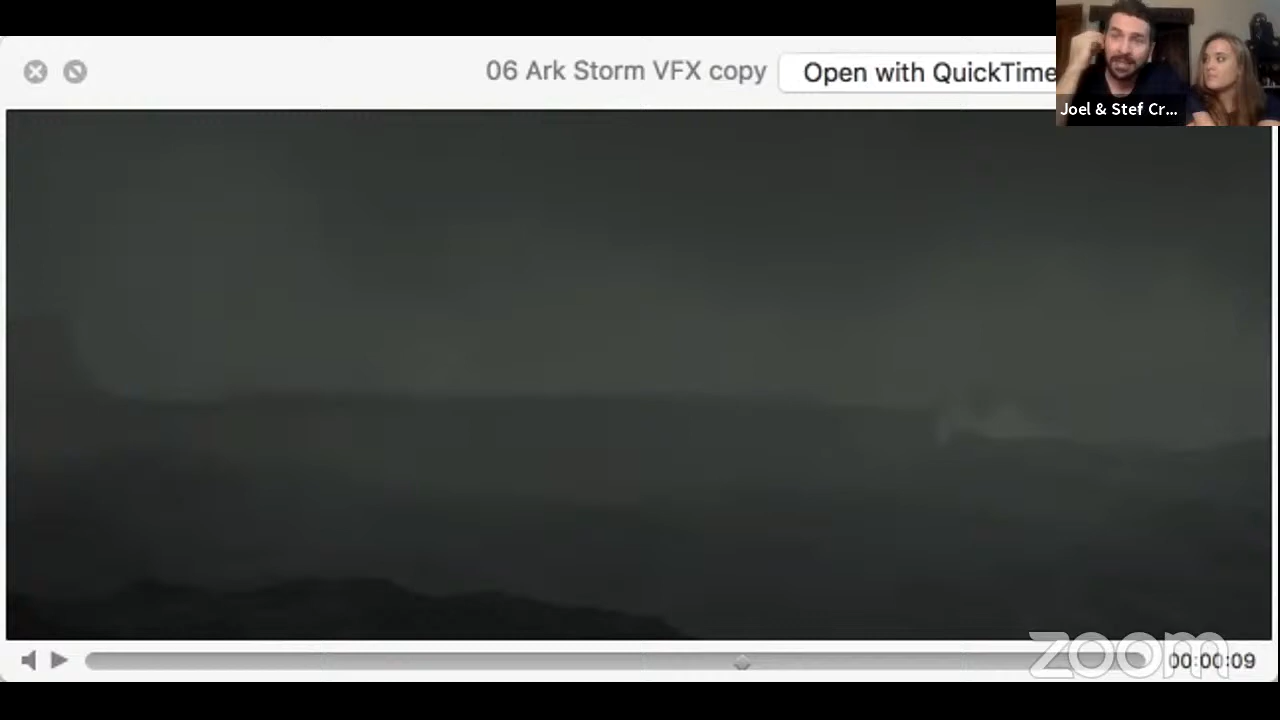 06 Ark Storm VFX copy
Open with QuickTime
Joel & Stef Cr...
zoom
00:00:09